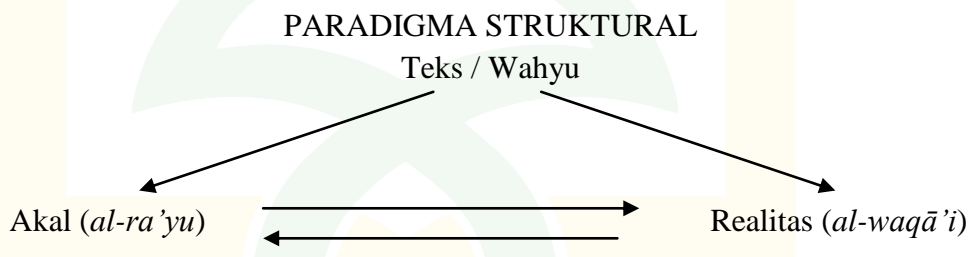 PARADIGMA STRUKTURAL
Teks / Wahyu
Akal (al-ra’yu) Realitas (al-waqā’i)